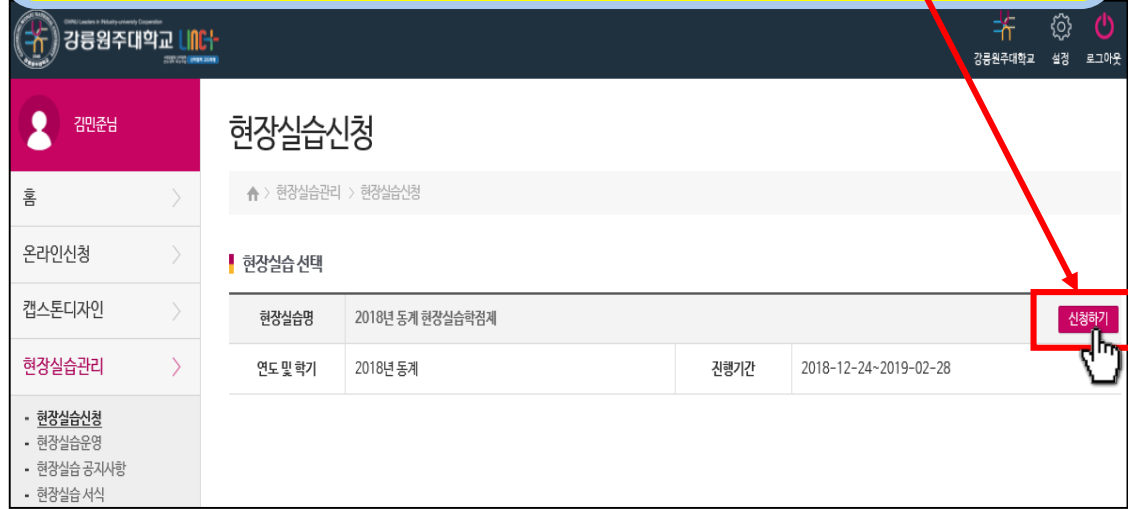 강릉원주대학교 LINC+
강릉원주대학교 설정 로그아웃
김민준님
현장실습신청
홈
> 현장실습관리 > 현장실습신청
온라인신청
현장실습 선택
캡스톤디자인
현장실습명 2018년 동계 현장실습학점제 신청하기
현장실습관리
연도 및 학기 2018년 동계 진행기간 2018-12-24~2019-02-28
- 현장실습신청
- 현장실습운영
- 현장실습 공지사항
- 현장실습 서식